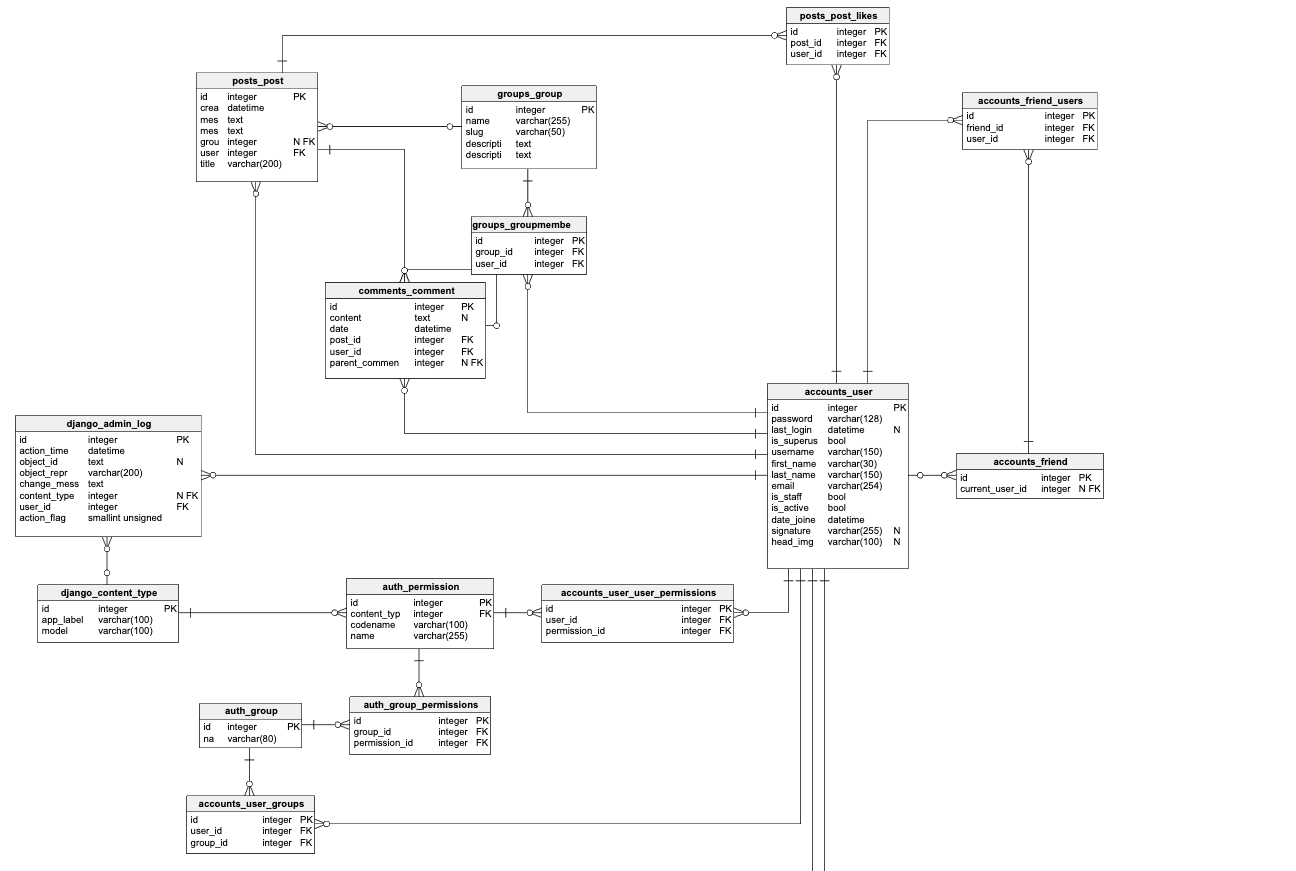 posts_post_likes
id integer PK
post_id integer FK
user_id integer FK
posts_post
id integer PK
crea datetime
mes text
mes text
grou integer N FK
user integer FK
title varchar(200)
groups_group
id integer PK
name varchar(255)
slug varchar(50)
descripti text
descripti text
accounts_friend_users
id integer PK
friend_id integer FK
user_id integer FK
groups_groupmembe
id integer PK
group_id integer FK
user_id integer FK
comments_comment
id integer PK
content text N
date datetime
post_id integer FK
user_id integer FK
parent_commen integer N FK
accounts_user
id integer PK
password varchar(128)
last_login datetime N
is_superus bool
username varchar(150)
first_name varchar(30)
last_name varchar(150)
email varchar(254)
is_staff bool
is_active bool
date_joine datetime
signature varchar(255) N
head_img varchar(100) N
django_admin_log
id integer PK
action_time datetime
object_id text N
object_repr varchar(200)
change_mess text
content_type integer N FK
user_id integer FK
action_flag smallint unsigned
accounts_friend
id integer PK
current_user_id integer N FK
django_content_type
id integer PK
app_label varchar(100)
model varchar(100)
auth_permission
id integer PK
content_typ integer FK
codename varchar(100)
name varchar(255)
accounts_user_user_permissions
id integer PK
user_id integer FK
permission_id integer FK
auth_group
id integer PK
na varchar(80)
auth_group_permissions
id integer PK
group_id integer FK
permission_id integer FK
accounts_user_groups
id integer PK
user_id integer FK
group_id integer FK